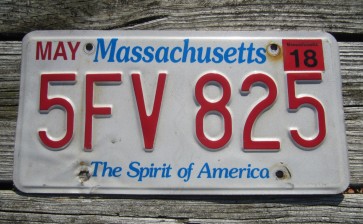 MAY Massachusetts 18
5FV 825
The Spirit of America